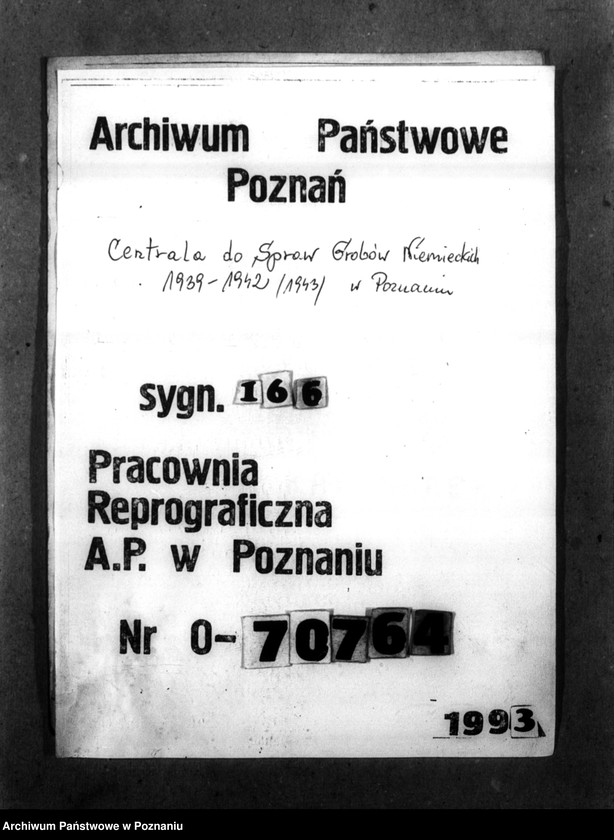 Archiwum Państwowe
Poznań
Centrala do Spraw Grobów Niemieckich
1939-1942 /1943/ w Poznaniu
sygn. 166
Pracownia
Reprograficzna
A.P. w Poznaniu
Nr 0-70764
1993
Archiwum Państwowe w Poznaniu